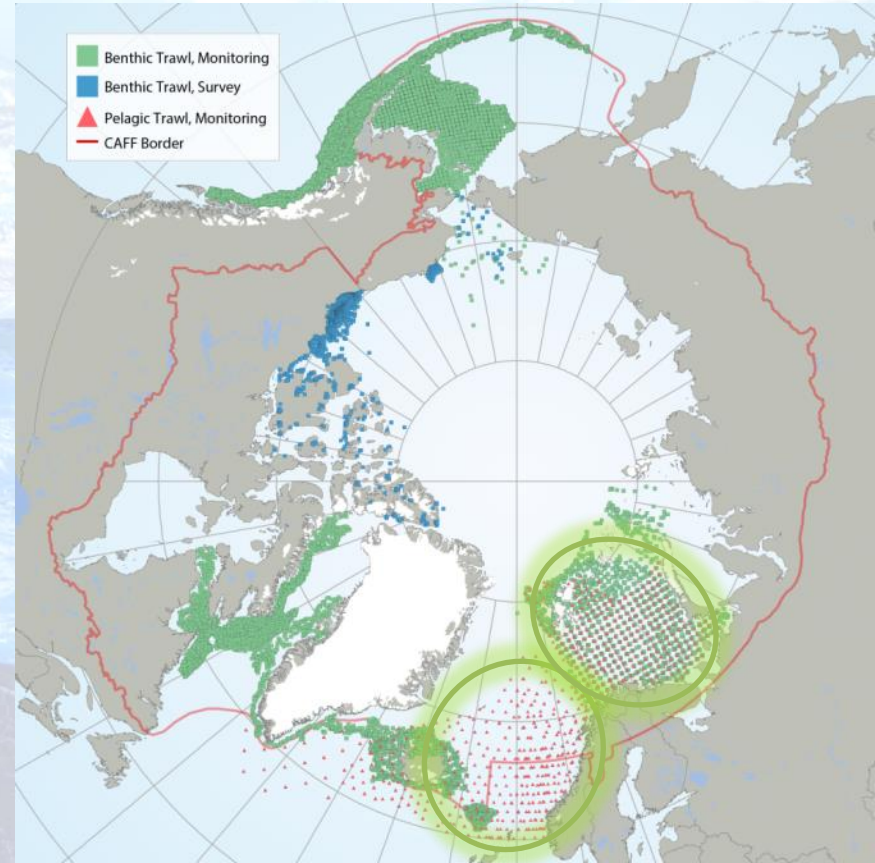 Benthic Trawl, Monitoring
Benthic Trawl, Survey
Pelagic Trawl, Monitoring
CAFF Border